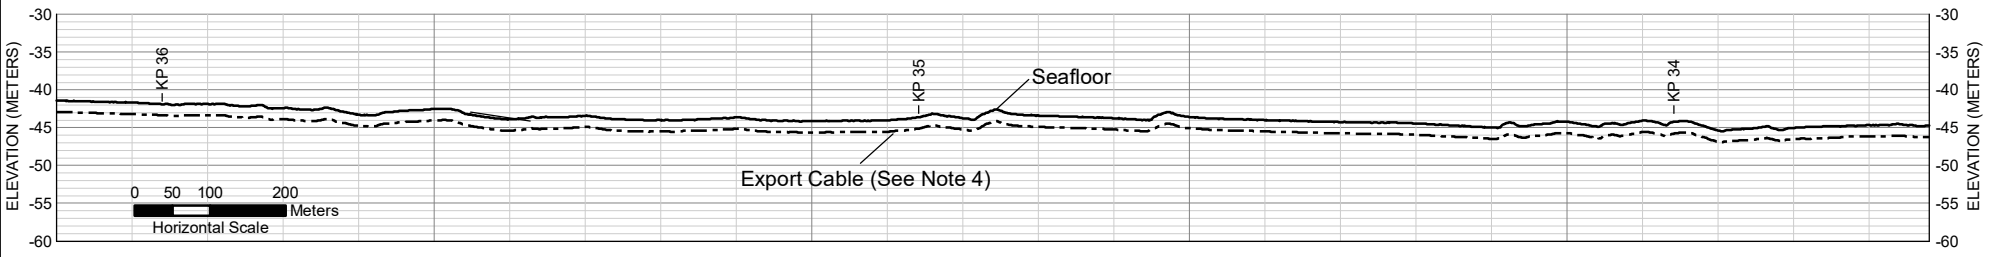 -30
-35
-40
-45
-50
-55
-60
ELEVATION (METERS)
KP 36
KP 35
KP 34
Seafloor
Export Cable (See Note 4)
0 50 100 200
Meters
Horizontal Scale
-30
-35
-40
-45
-50
-55
-60
ELEVATION (METERS)